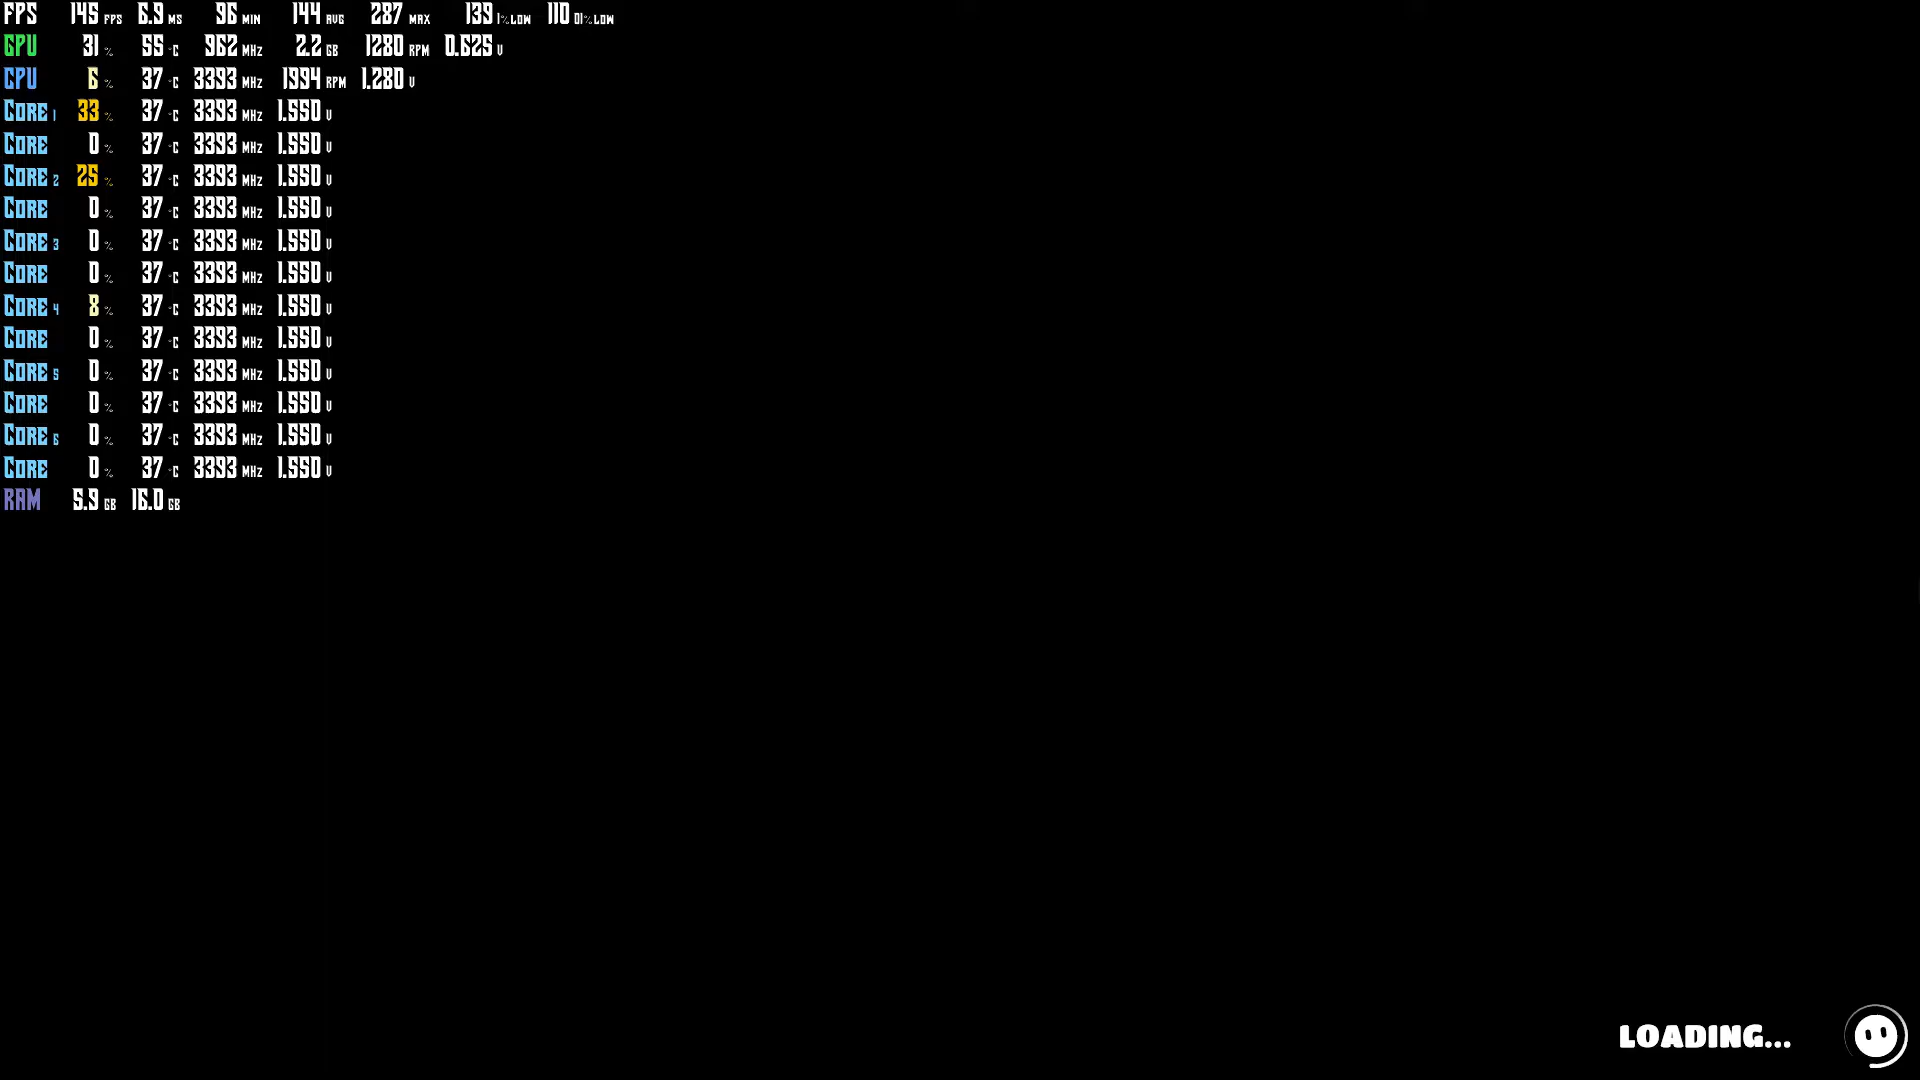 FPS 145 FPS 6.9 MS 96 MIN 144 AVG 287 MAX 139 1%LOW 110 01%LOW
GPU 31 % 55 °C 962 MHZ 2.2 GB 1280 RPM 0.625 V
CPU 6 % 37 °C 3393 MHZ 1994 RPM 1.280 V
CORE 1 33 % 37 °C 3393 MHZ 1.550 V
CORE 0 % 37 °C 3393 MHZ 1.550 V
CORE 2 25 % 37 °C 3393 MHZ 1.550 V
CORE 0 % 37 °C 3393 MHZ 1.550 V
CORE 3 0 % 37 °C 3393 MHZ 1.550 V
CORE 0 % 37 °C 3393 MHZ 1.550 V
CORE 4 8 % 37 °C 3393 MHZ 1.550 V
CORE 0 % 37 °C 3393 MHZ 1.550 V
CORE 5 0 % 37 °C 3393 MHZ 1.550 V
CORE 0 % 37 °C 3393 MHZ 1.550 V
CORE 6 0 % 37 °C 3393 MHZ 1.550 V
CORE 0 % 37 °C 3393 MHZ 1.550 V
RAM 5.9 GB 16.0 GB
LOADING...